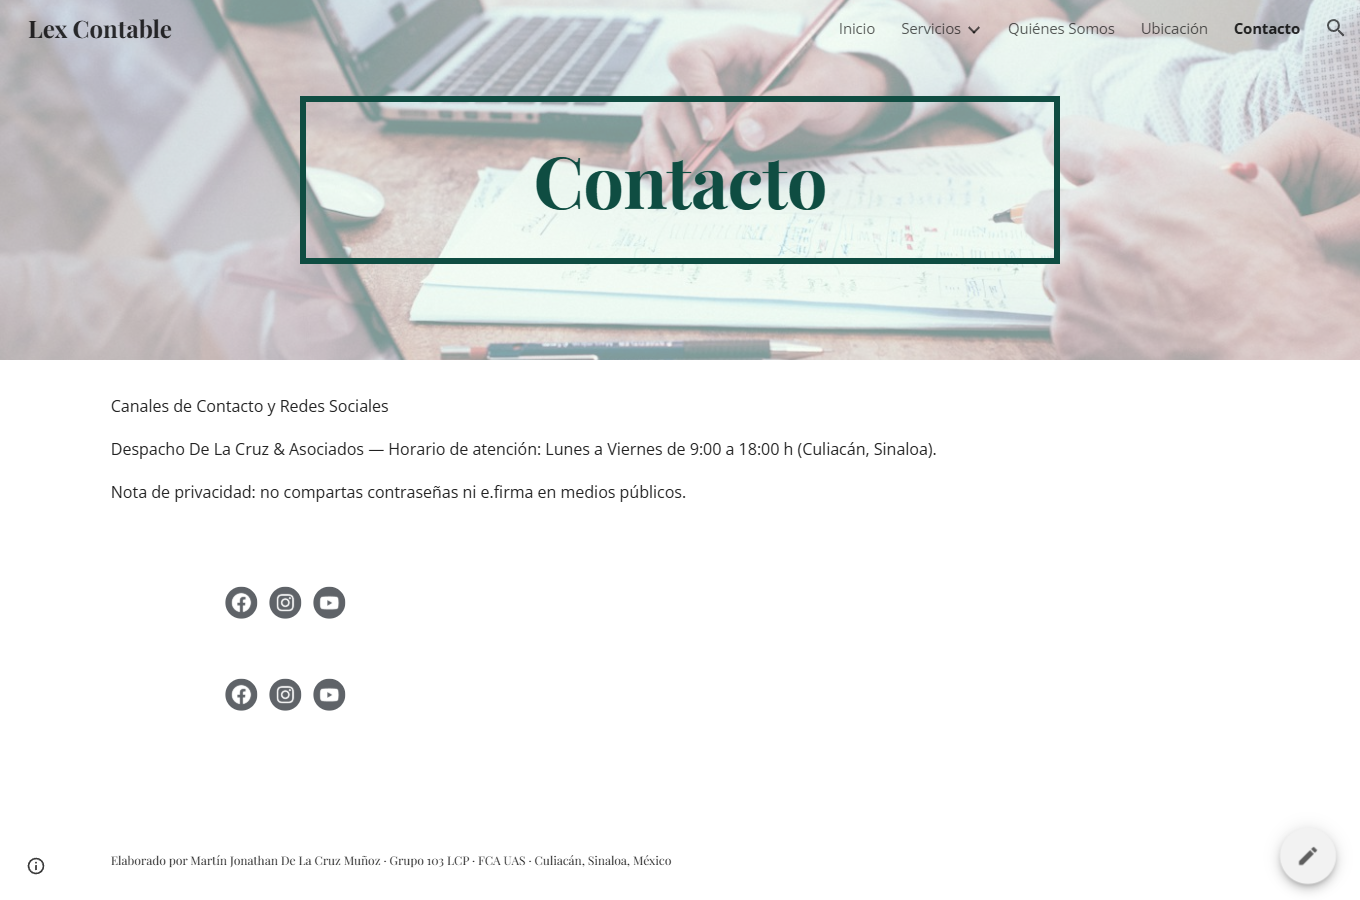 Lex Contable
Inicio
Servicios
Quiénes Somos
Ubicación
Contacto
Contacto
Canales de Contacto y Redes Sociales
Despacho De La Cruz & Asociados — Horario de atención: Lunes a Viernes de 9:00 a 18:00 h (Culiacán, Sinaloa).
Nota de privacidad: no compartas contraseñas ni e.firma en medios públicos.
Elaborado por Martín Jonathan De La Cruz Muñoz · Grupo 103 LCP · FCA UAS · Culiacán, Sinaloa, México